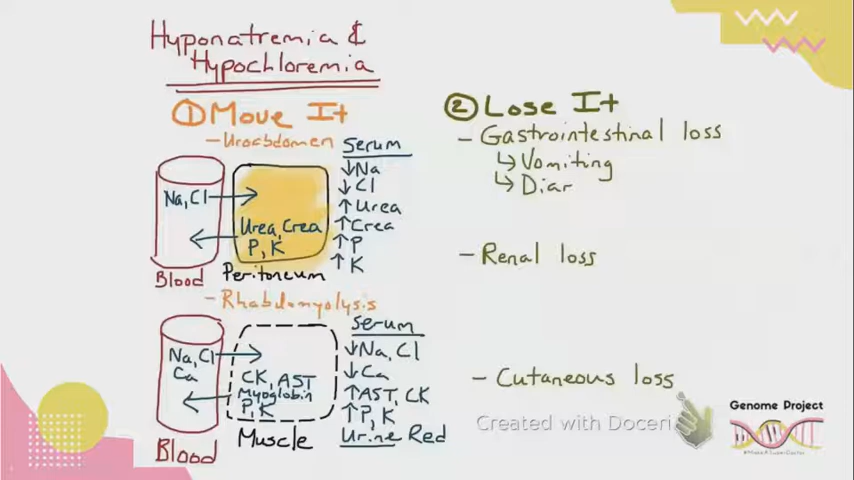 Hyponatremia &
Hypochloremia
① Move It
- Uroabdomen
Serum
↓Na
↓Cl
↑Urea
↑Crea
↑P
↑K
Na, Cl
Urea, Crea
P, K
Blood
Peritoneum
- Rhabdomyolysis
Serum
↓Na, Cl
↓Ca
↑AST, CK
↑P, K
Urine Red
Na, Cl
Ca
CK, AST
Myoglobin
P, K
Blood
Muscle
② Lose It
- Gastrointestinal loss
↳ Vomiting
↳ Diar
- Renal loss
- Cutaneous loss
Created with Doceri
Genome Project